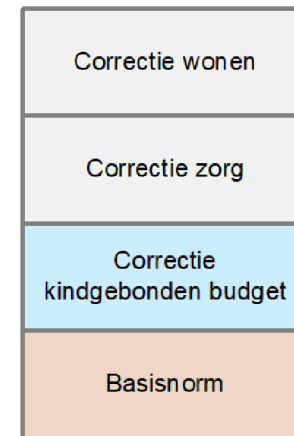 Correctie wonen
Correctie zorg
Correctie
kindgebonden budget
Basisnorm